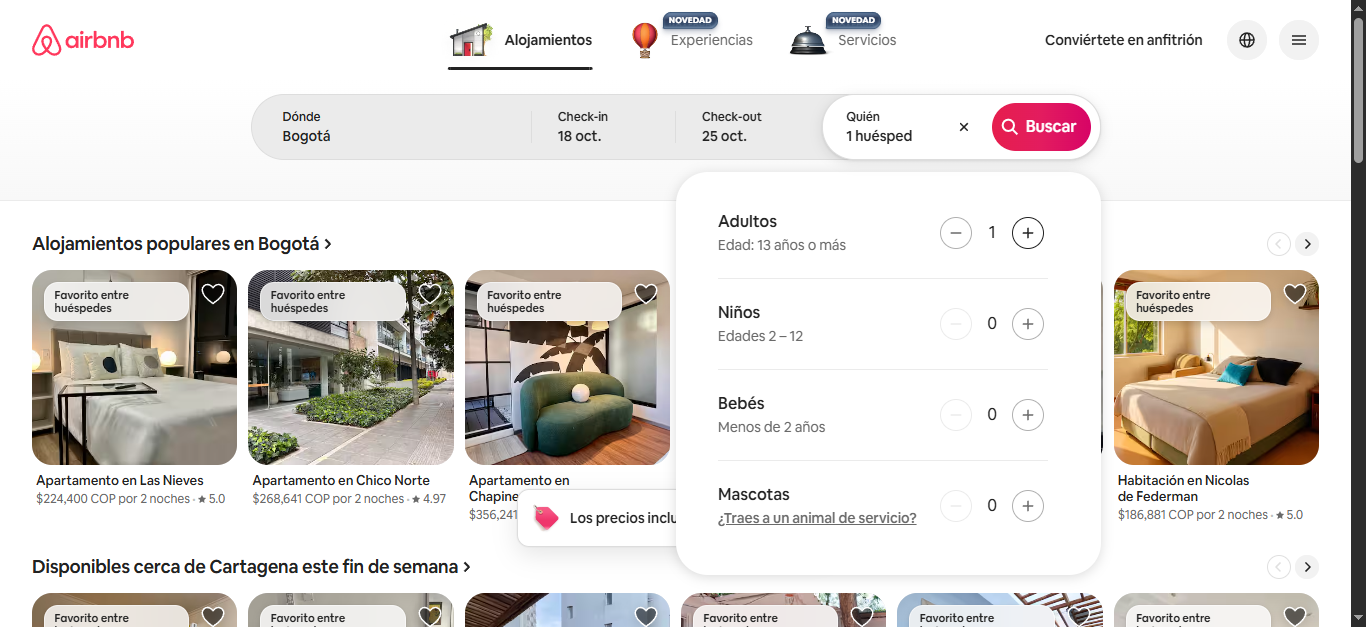 airbnb
Alojamientos
NOVEDAD
Experiencias
NOVEDAD
Servicios
Conviértete en anfitrión
Dónde
Bogotá
Check-in
18 oct.
Check-out
25 oct.
Quién
1 huésped
Buscar
Adultos
Edad: 13 años o más
1
Niños
Edades 2 – 12
0
Bebés
Menos de 2 años
0
Mascotas
¿Traes a un animal de servicio?
0
Alojamientos populares en Bogotá
Favorito entre
huéspedes
Apartamento en Las Nieves
$224,400 COP por 2 noches · ★ 5.0
Favorito entre
huéspedes
Apartamento en Chico Norte
$268,641 COP por 2 noches · ★ 4.97
Favorito entre
huéspedes
Apartamento en
Chapine
$356,241
Los precios inclu
Favorito entre
huéspedes
Habitación en Nicolas
de Federman
$186,881 COP por 2 noches · ★ 5.0
Disponibles cerca de Cartagena este fin de semana
Favorito entre
Favorito entre
Favorito entre
Favorito entre
Favorito entre